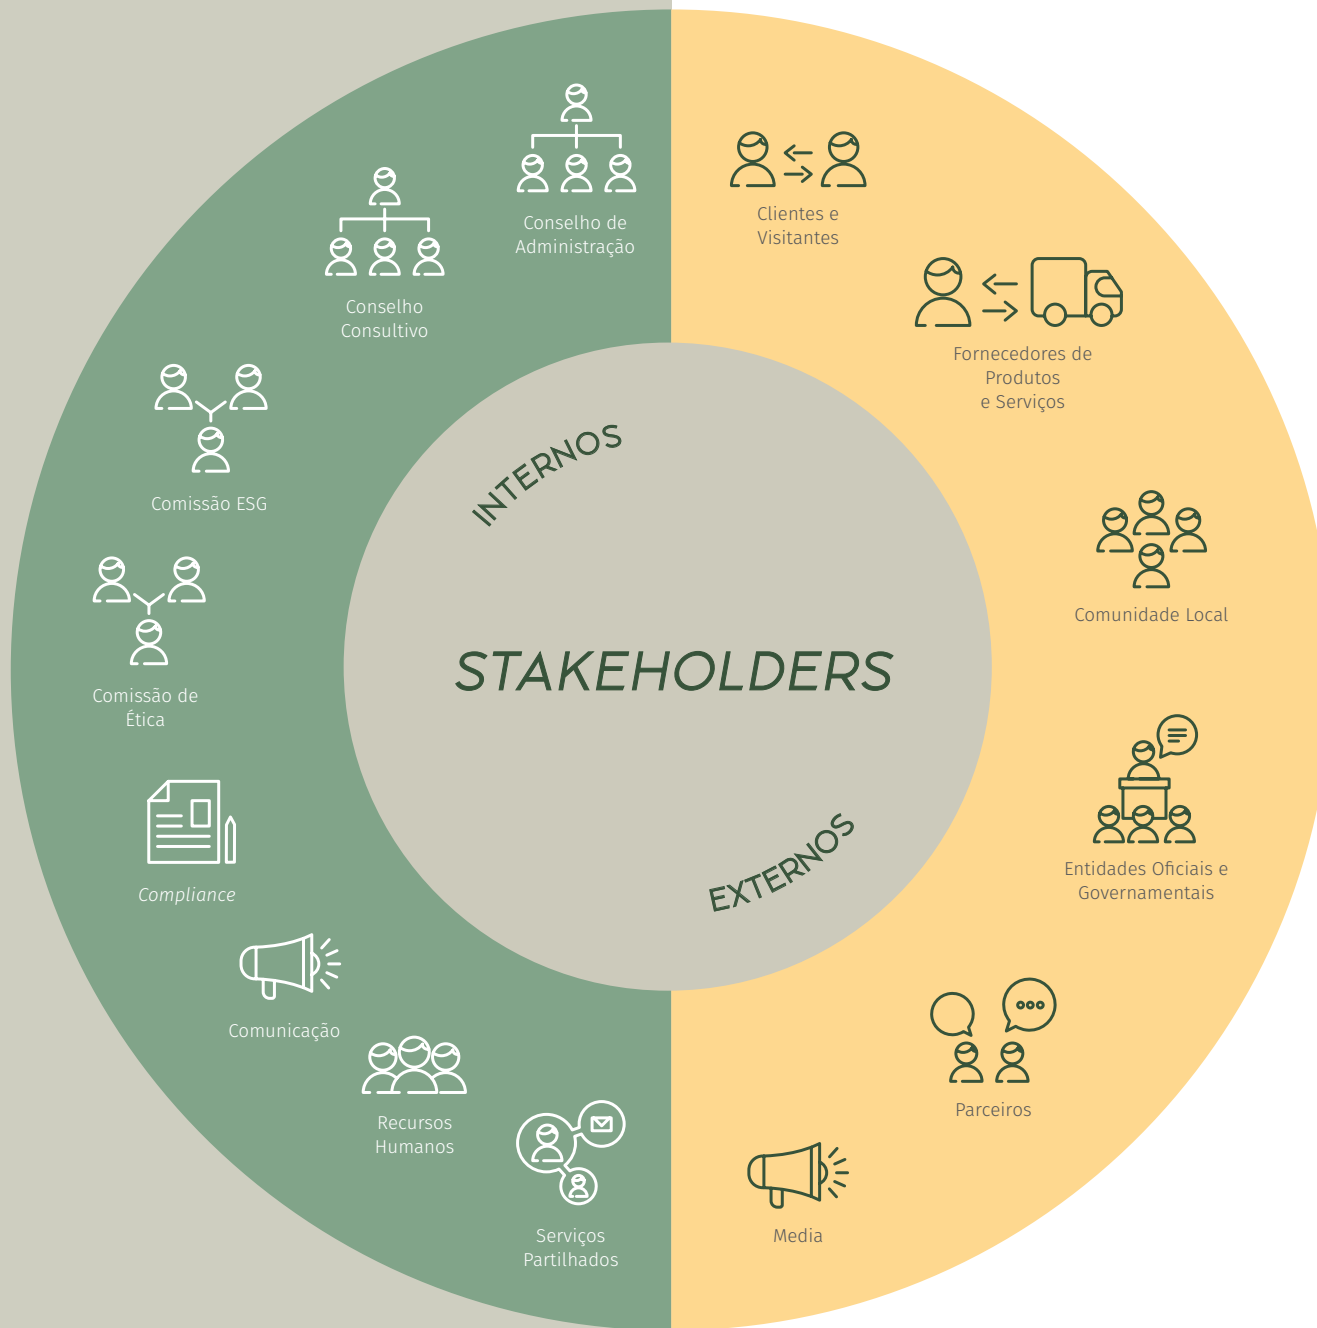 Conselho de
Administração
Conselho
Consultivo
Comissão ESG
Comissão de
Ética
Compliance
Comunicação
Recursos
Humanos
Serviços
Partilhados
INTERNOS
STAKEHOLDERS
EXTERNOS
Clientes e
Visitantes
Fornecedores de
Produtos
e Serviços
Comunidade Local
Entidades Oficiais e
Governamentais
Parceiros
Media